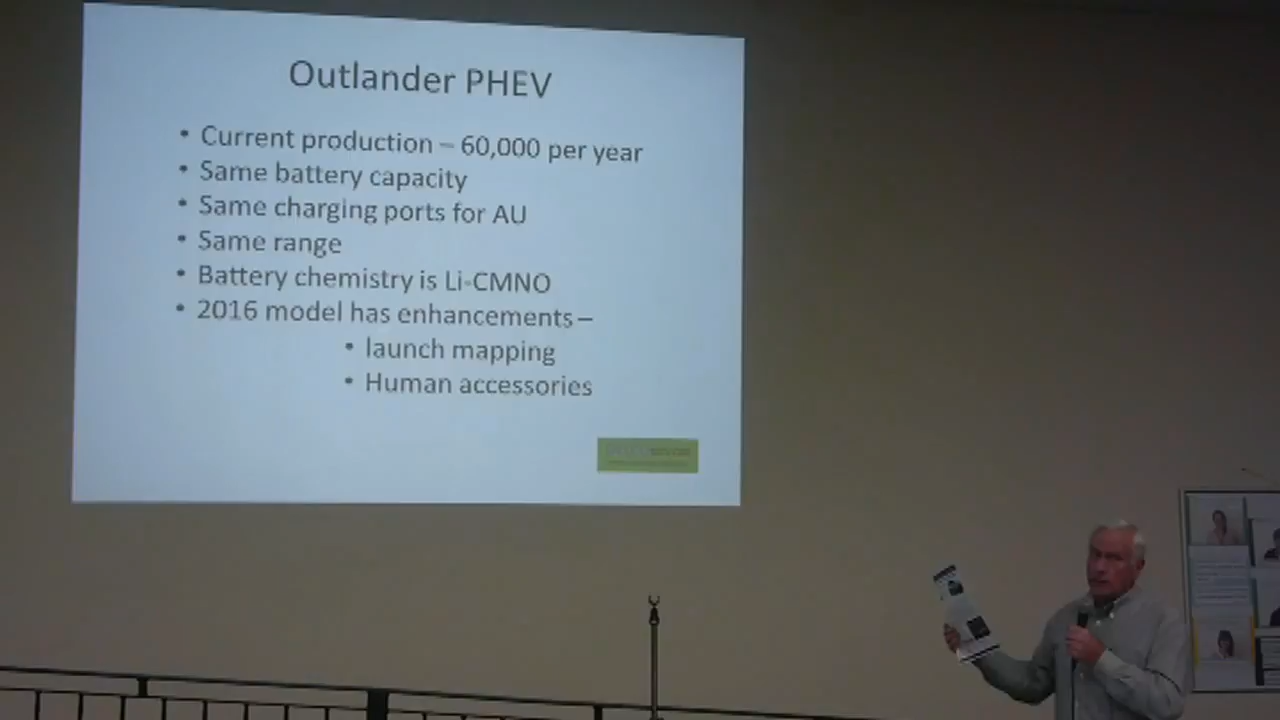 Outlander PHEV
• Current production – 60,000 per year
• Same battery capacity
• Same charging ports for AU
• Same range
• Battery chemistry is Li-CMNO
• 2016 model has enhancements –
• launch mapping
• Human accessories